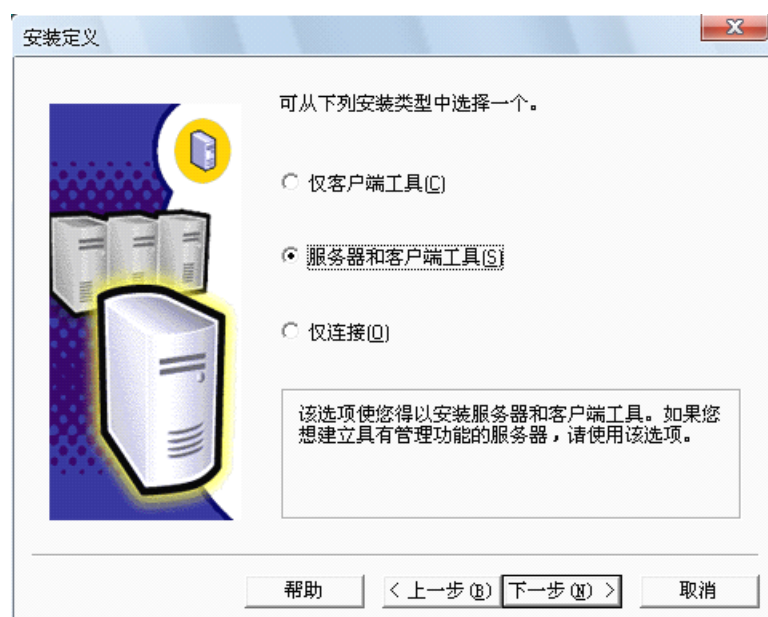 安装定义
可从下列安装类型中选择一个。
仅客户端工具(C)
服务器和客户端工具(S)
仅连接(O)
该选项使您得以安装服务器和客户端工具。如果您
想建立具有管理功能的服务器，请使用该选项。
帮助
< 上一步(B)
下一步(N) >
取消